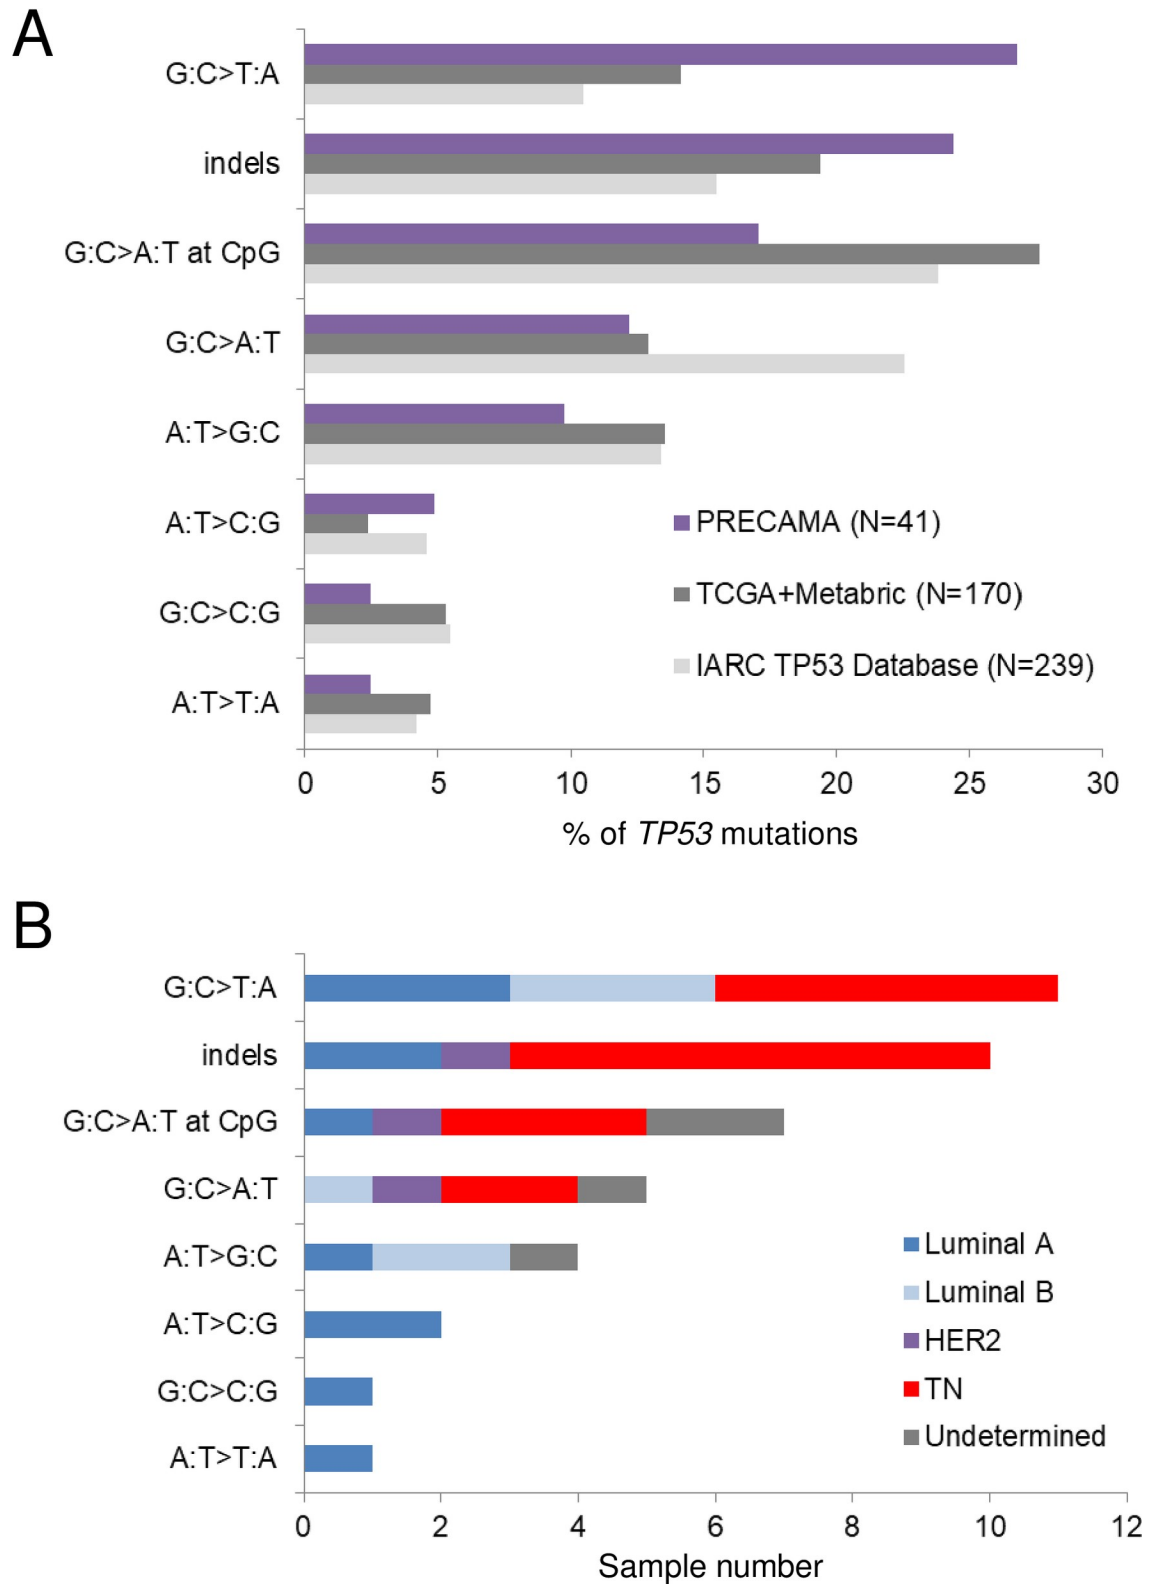 A
G:C>T:A
indels
G:C>A:T at CpG
G:C>A:T
A:T>G:C
A:T>C:G
G:C>C:G
A:T>T:A
PRECAMA (N=41)
TCGA+Metabric (N=170)
IARC TP53 Database (N=239)
0 5 10 15 20 25 30
% of TP53 mutations
B
G:C>T:A
indels
G:C>A:T at CpG
G:C>A:T
A:T>G:C
A:T>C:G
G:C>C:G
A:T>T:A
Luminal A
Luminal B
HER2
TN
Undetermined
0 2 4 6 8 10 12
Sample number